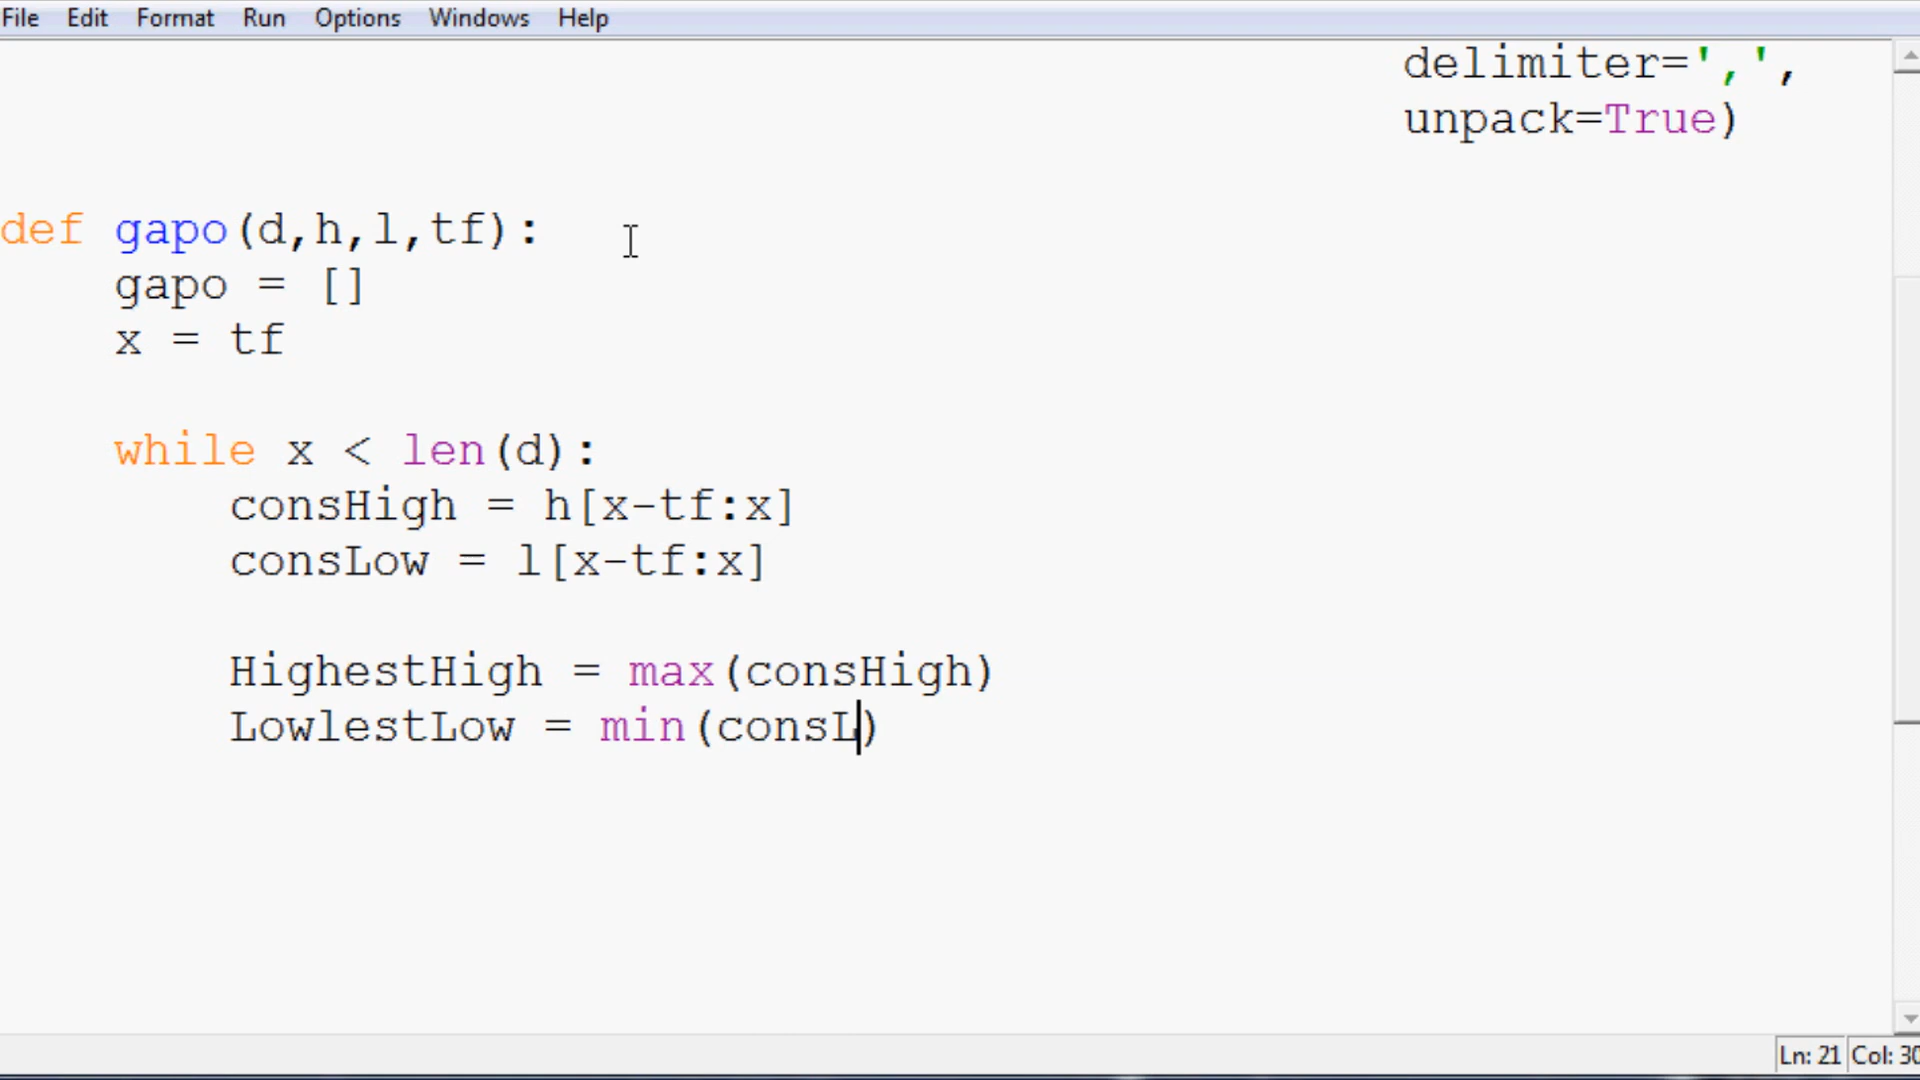 File Edit Format Run Options Windows Help
delimiter=',',
unpack=True)
def gapo(d,h,l,tf):
gapo = []
x = tf
while x < len(d):
consHigh = h[x-tf:x]
consLow = l[x-tf:x]
HighestHigh = max(consHigh)
LowlestLow = min(consL)
Ln: 21 Col: 30